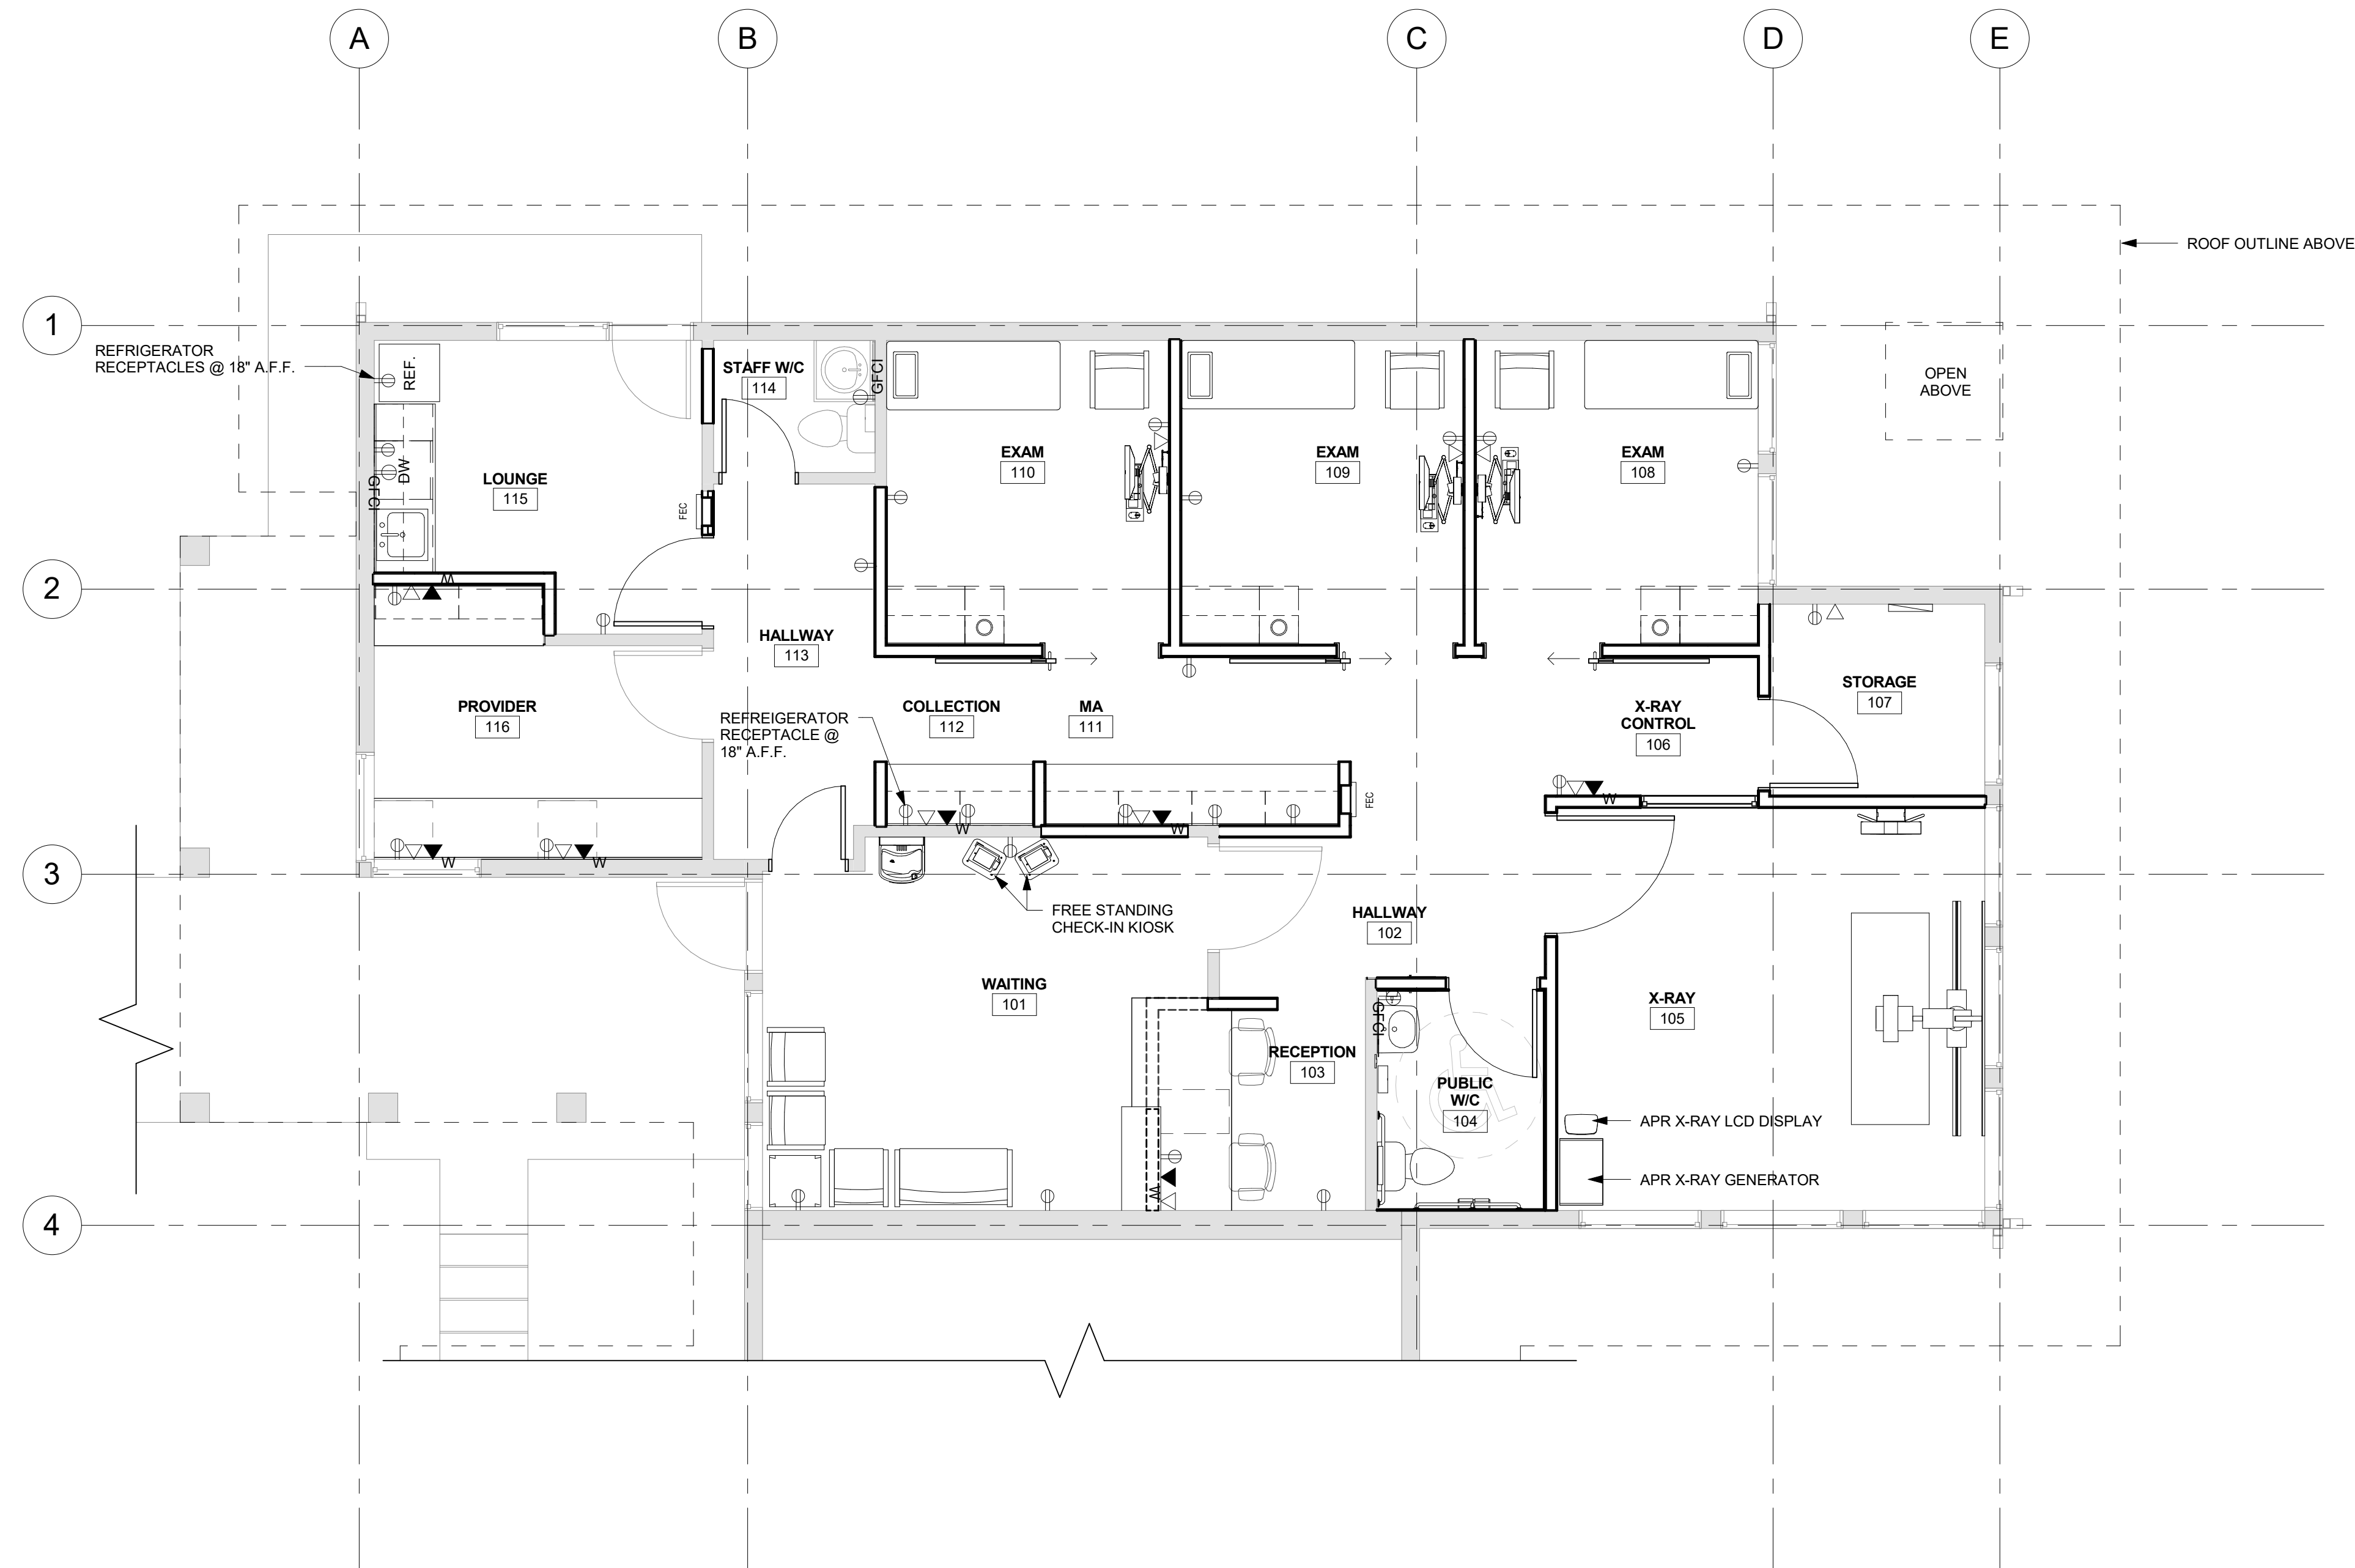 A
B
C
D
E
ROOF OUTLINE ABOVE
1
REFRIGERATOR
RECEPTACLES @ 18" A.F.F.
REF.
STAFF W/C
114
GFCI
OPEN
ABOVE
DW
GFCI
LOUNGE
115
FEC
EXAM
110
EXAM
109
EXAM
108
2
W
HALLWAY
113
PROVIDER
116
REFREIGERATOR
RECEPTACLE @
18" A.F.F.
COLLECTION
112
MA
111
X-RAY
CONTROL
106
STORAGE
107
FEC
W
W
W
W
W
3
FREE STANDING
CHECK-IN KIOSK
HALLWAY
102
WAITING
101
GFCI
X-RAY
105
RECEPTION
103
PUBLIC
W/C
104
APR X-RAY LCD DISPLAY
W
APR X-RAY GENERATOR
4